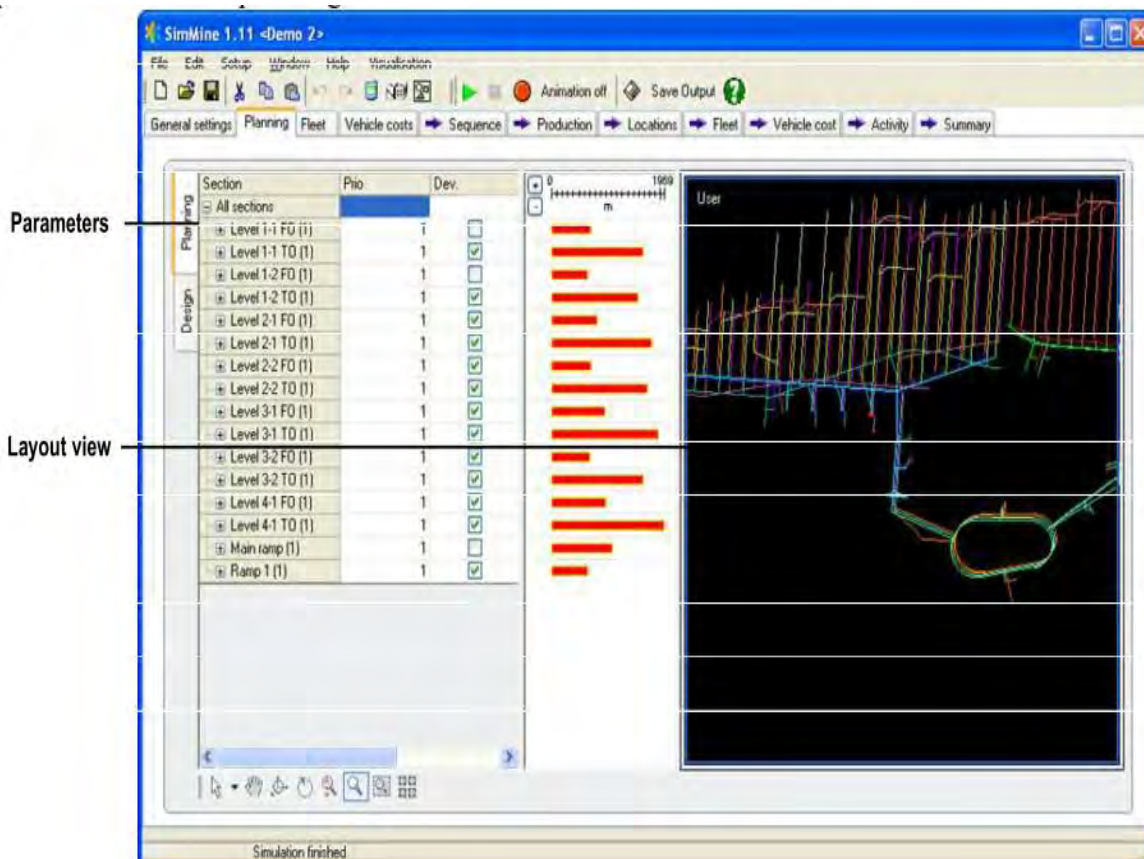 SimMine 1.11 <Demo 2>
File Edit Setup Window Help Visualisation
Animation off Save Output
General settings Planning Fleet Vehicle costs Sequence Production Locations Fleet Vehicle cost Activity Summary
Section Prio Dev. 0 1969
All sections m User
Parameters
Planning
Level 1-1 FO (1) 1
Level 1-1 TO (1) 1
Level 1-2 FO (1) 1
Design
Level 1-2 TO (1) 1
Level 2-1 FO (1) 1
Level 2-1 TO (1) 1
Level 2-2 FO (1) 1
Level 2-2 TO (1) 1
Level 3-1 FO (1) 1
Level 3-1 TO (1) 1
Layout view
Level 3-2 FO (1) 1
Level 3-2 TO (1) 1
Level 4-1 FO (1) 1
Level 4-1 TO (1) 1
Main ramp (1) 1
Ramp 1 (1) 1
Simulation finished